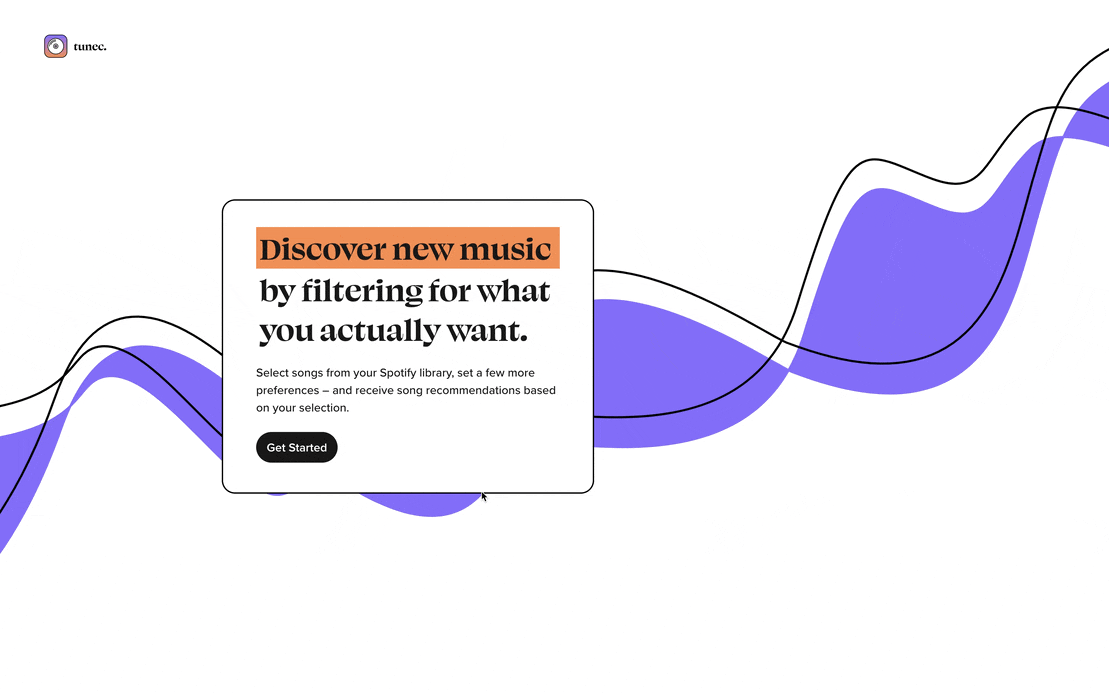 tunec.
Discover new music
by filtering for what
you actually want.
Select songs from your Spotify library, set a few more
preferences – and receive song recommendations based
on your selection.
Get Started